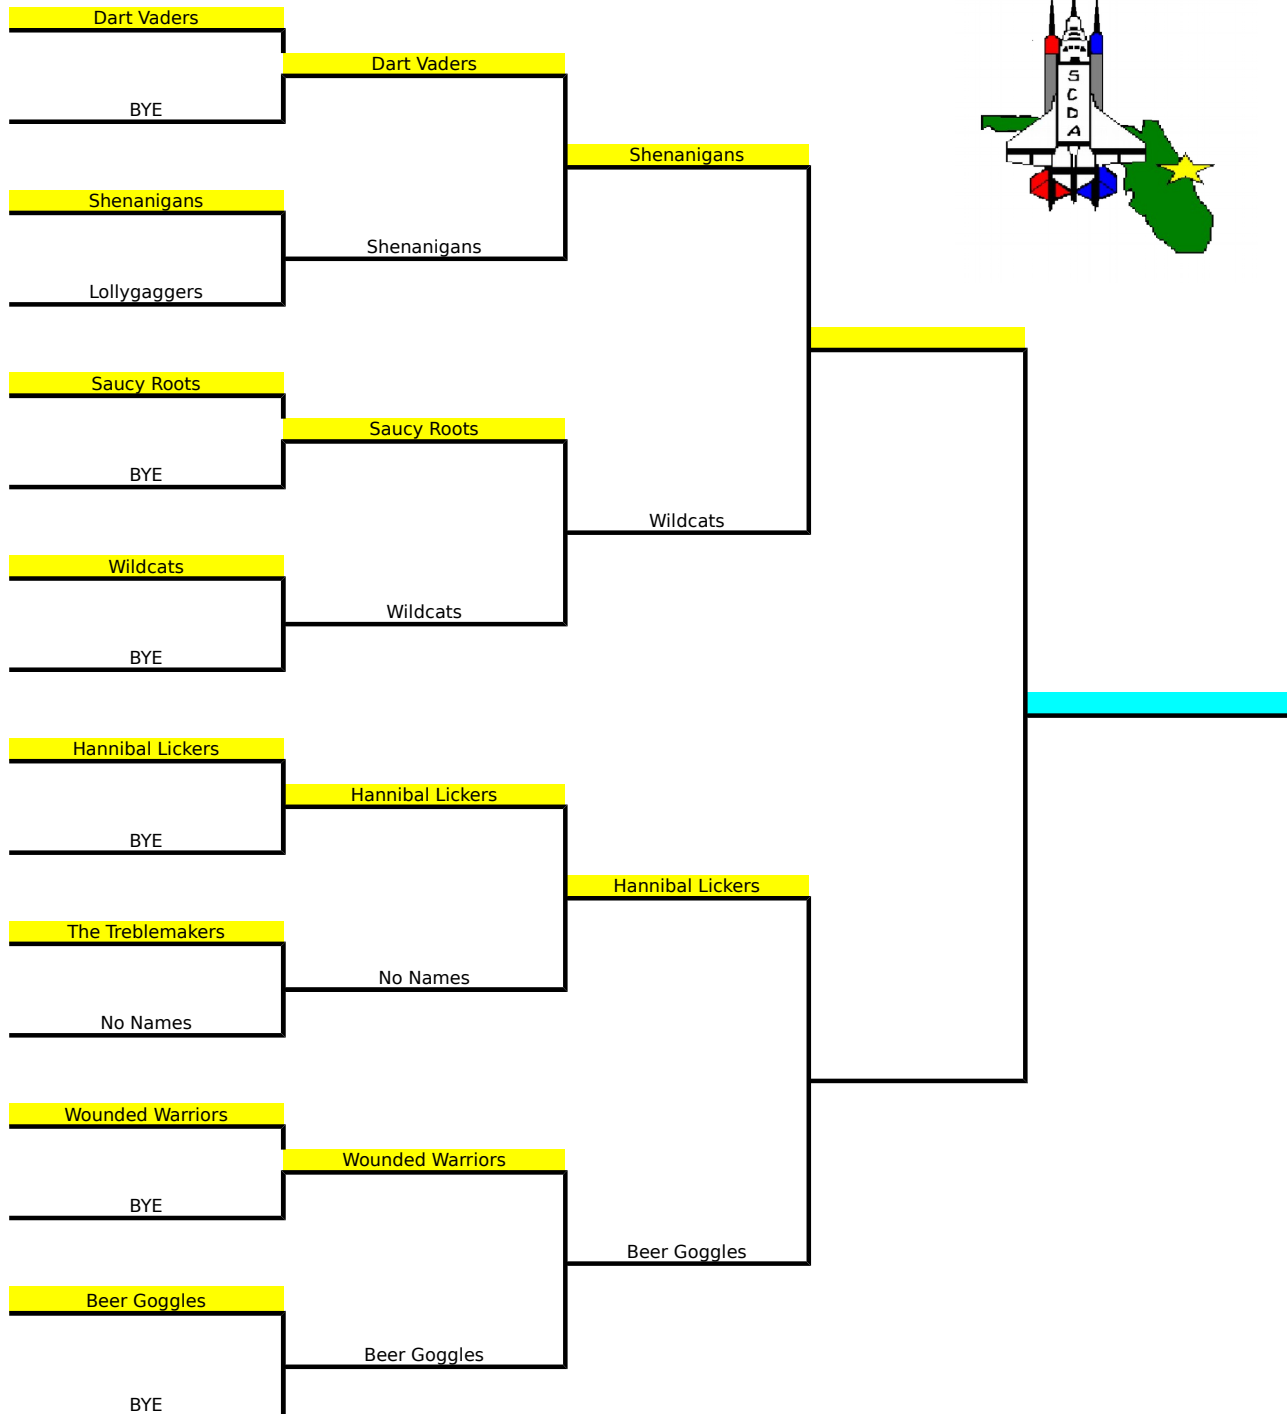 Dart Vaders
Dart Vaders
BYE
Shenanigans
Shenanigans
Shenanigans
Lollygaggers
Saucy Roots
Saucy Roots
BYE
Wildcats
Wildcats
Wildcats
BYE
Hannibal Lickers
Hannibal Lickers
BYE
Hannibal Lickers
The Treblemakers
No Names
No Names
Wounded Warriors
Wounded Warriors
BYE
Beer Goggles
Beer Goggles
Beer Goggles
BYE
S
C
D
A